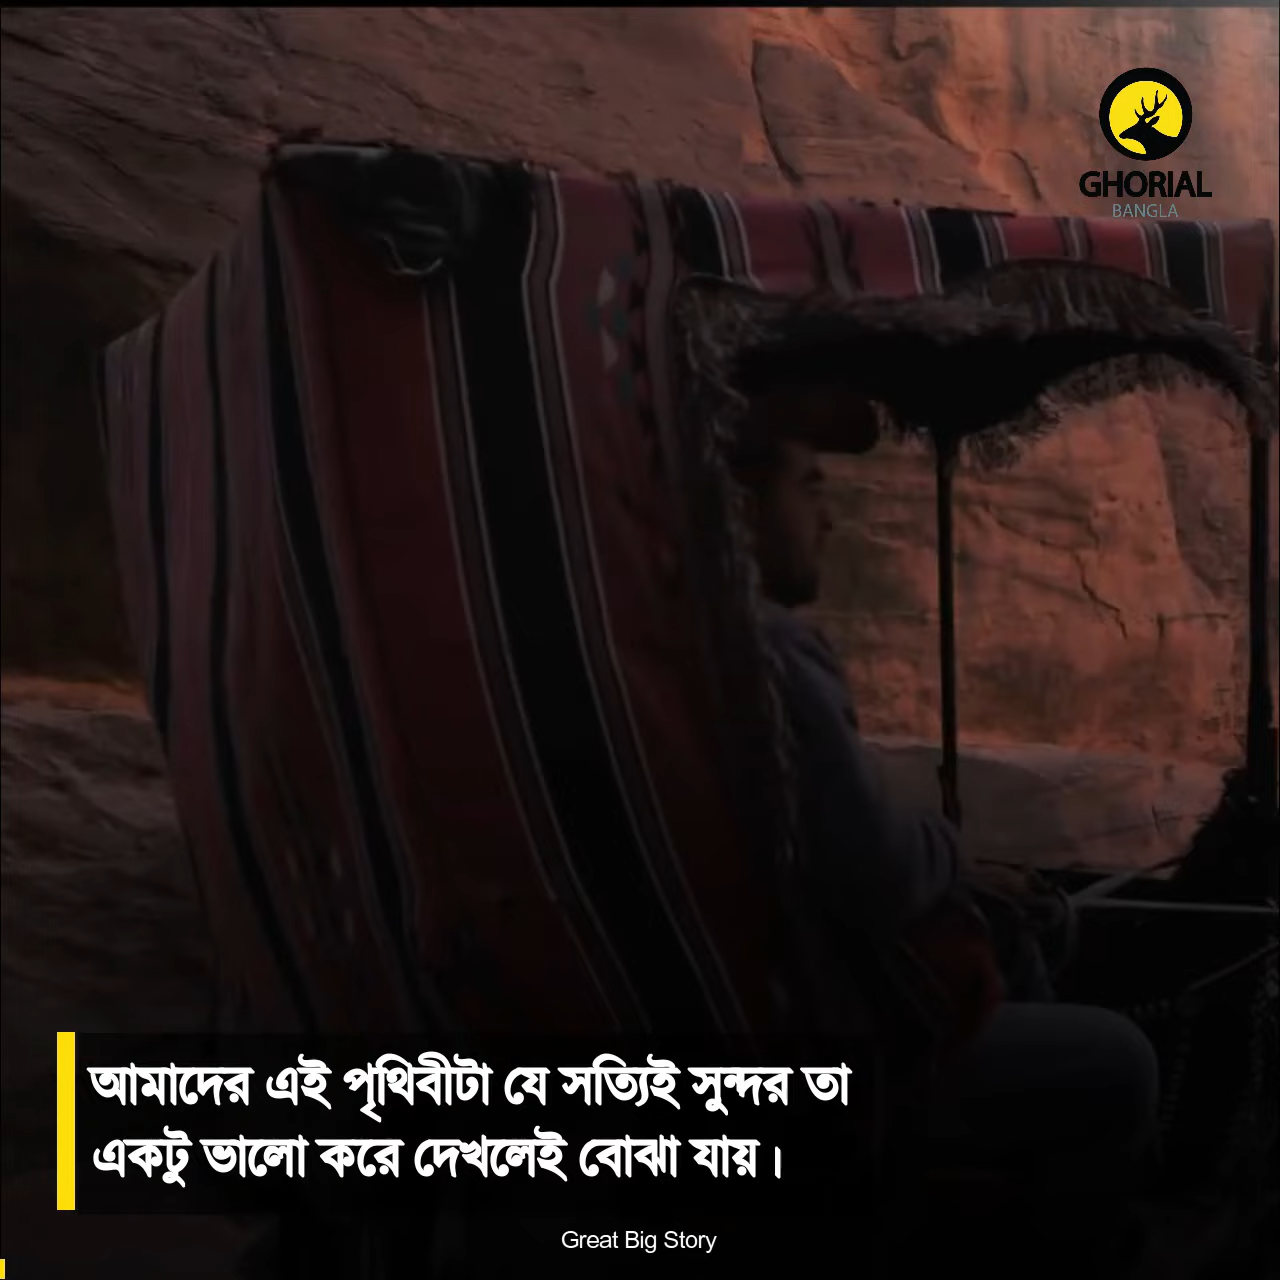 GHORIAL
BANGLA
আমাদের এই পৃথিবীটা যে সত্যিই সুন্দর তা
একটু ভালো করে দেখলেই বোঝা যায়।
Great Big Story